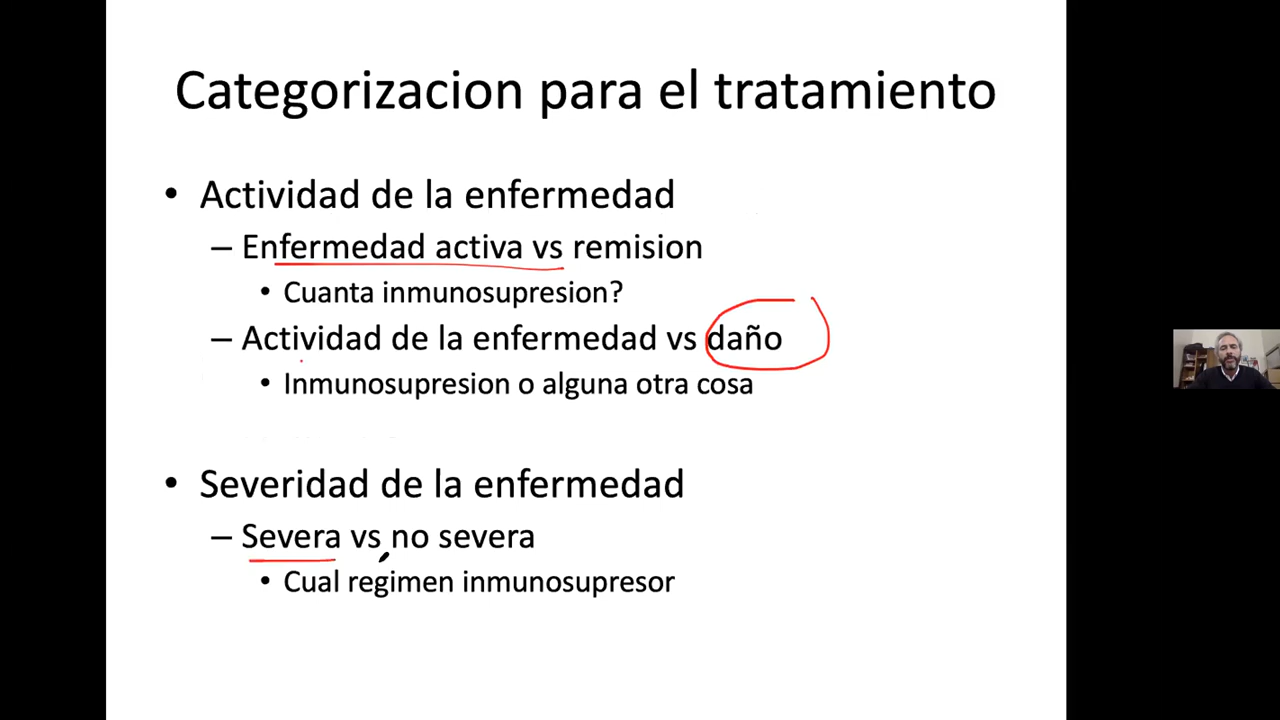 Categorizacion para el tratamiento
• Actividad de la enfermedad
– Enfermedad activa vs remision
• Cuanta inmunosupresion?
– Actividad de la enfermedad vs daño
• Inmunosupresion o alguna otra cosa
• Severidad de la enfermedad
– Severa vs no severa
• Cual regimen inmunosupresor